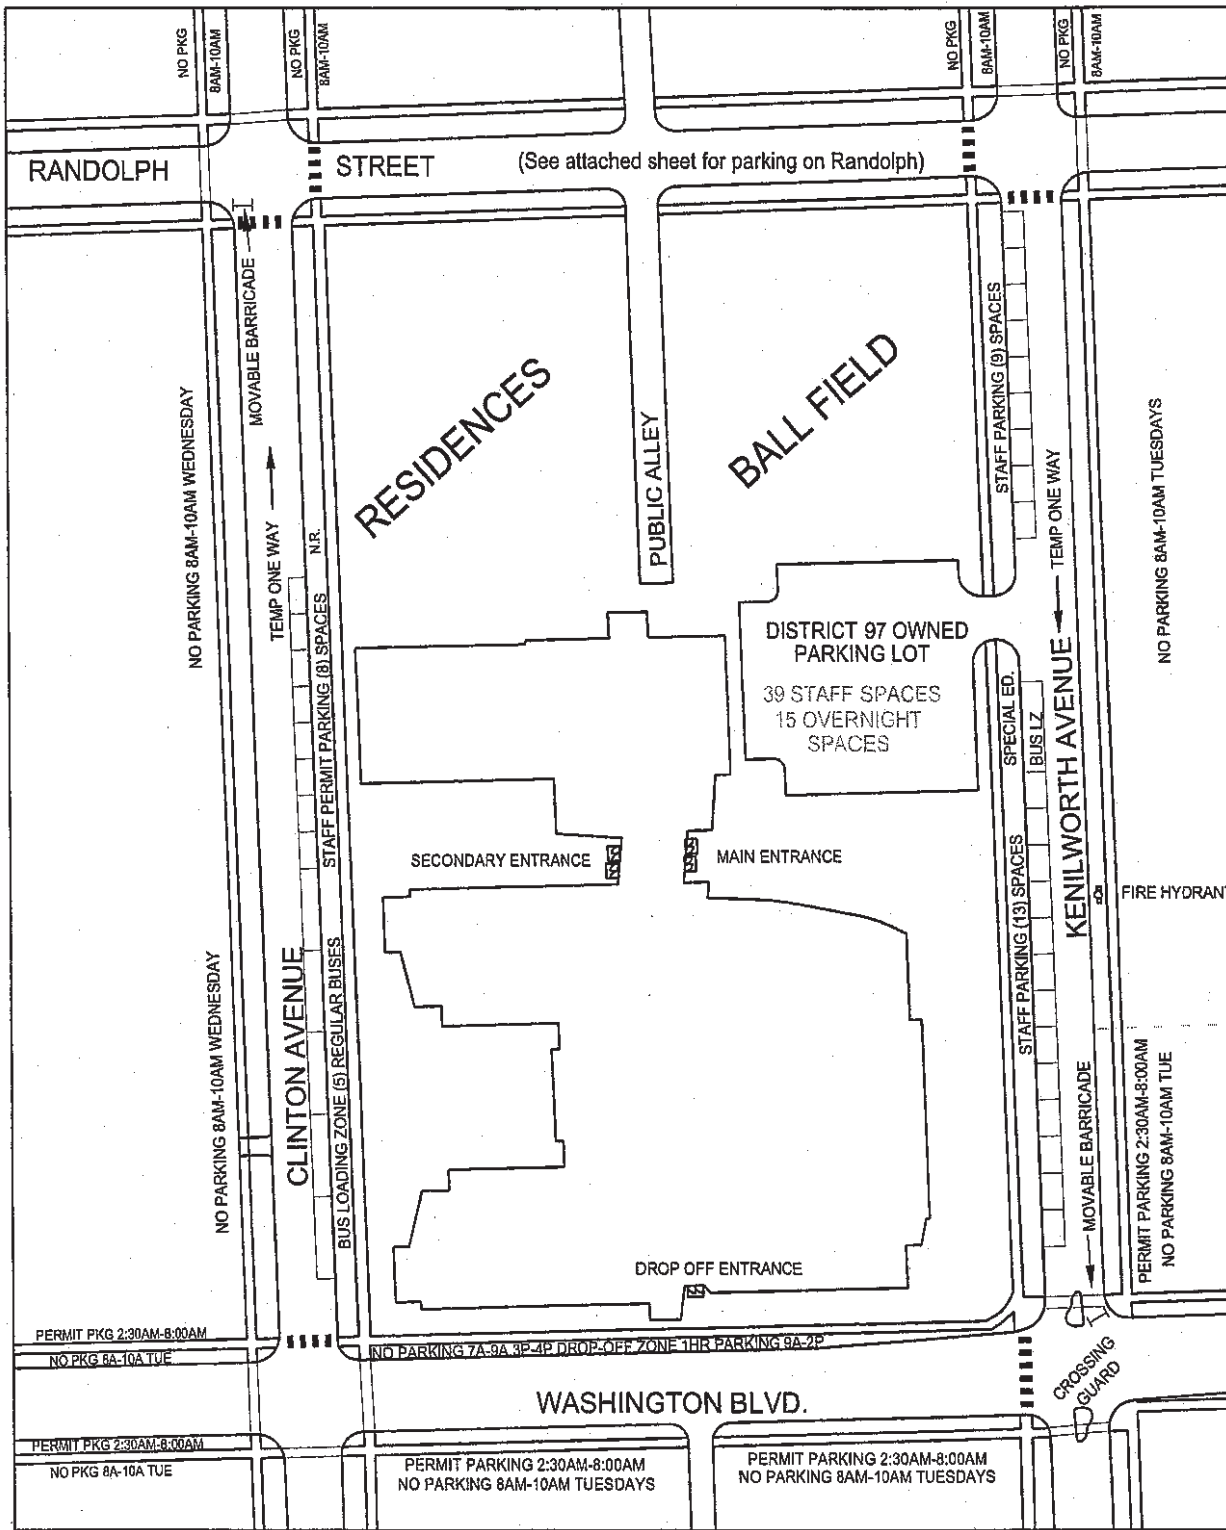 NO PKG
8AM-10AM
NO PKG
8AM-10AM
NO PKG
8AM-10AM
NO PKG
8AM-10AM
RANDOLPH STREET
(See attached sheet for parking on Randolph)
MOVABLE BARRICADE
NO PARKING 8AM-10AM WEDNESDAY
TEMP ONE WAY
N.R.
STAFF PERMIT PARKING (8) SPACES
RESIDENCES
PUBLIC ALLEY
BALL FIELD
STAFF PARKING (9) SPACES
TEMP ONE WAY
NO PARKING 8AM-10AM TUESDAYS
DISTRICT 97 OWNED
PARKING LOT
39 STAFF SPACES
15 OVERNIGHT
SPACES
SPECIAL ED.
BUS LZ
KENILWORTH AVENUE
SECONDARY ENTRANCE
MAIN ENTRANCE
STAFF PARKING (13) SPACES
FIRE HYDRANT
NO PARKING 8AM-10AM WEDNESDAY
CLINTON AVENUE
BUS LOADING ZONE (5) REGULAR BUSES
MOVABLE BARRICADE
PERMIT PARKING 2:30AM-8:00AM
NO PARKING 8AM-10AM TUE
DROP OFF ENTRANCE
PERMIT PKG 2:30AM-8:00AM
NO PKG 8A-10A TUE
NO PARKING 7A-9A 3P-4P DROP-OFF ZONE 1HR PARKING 9A-2P
CROSSING
GUARD
WASHINGTON BLVD.
PERMIT PKG 2:30AM-8:00AM
NO PKG 8A-10A TUE
PERMIT PARKING 2:30AM-8:00AM
NO PARKING 8AM-10AM TUESDAYS
PERMIT PARKING 2:30AM-8:00AM
NO PARKING 8AM-10AM TUESDAYS